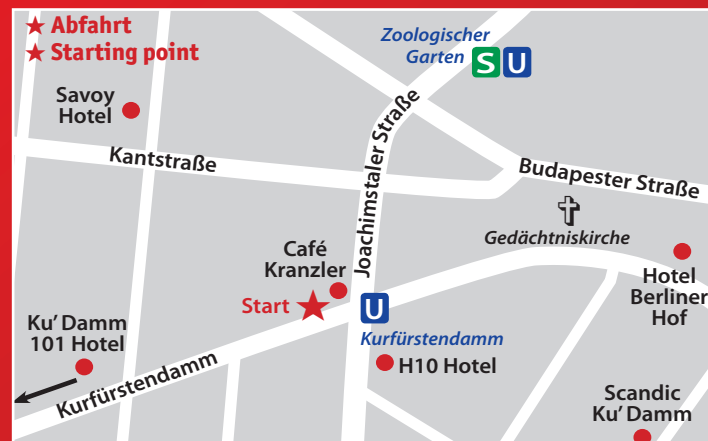 ★ Abfahrt
★ Starting point
Zoologischer
Garten S U
Savoy
Hotel
Kantstraße
Joachimstaler Straße
Budapester Straße
Gedächtniskirche
Café
Kranzler
Hotel
Berliner
Hof
Start
U
Kurfürstendamm
Ku’ Damm
101 Hotel
H10 Hotel
Kurfürstendamm
Scandic
Ku’ Damm